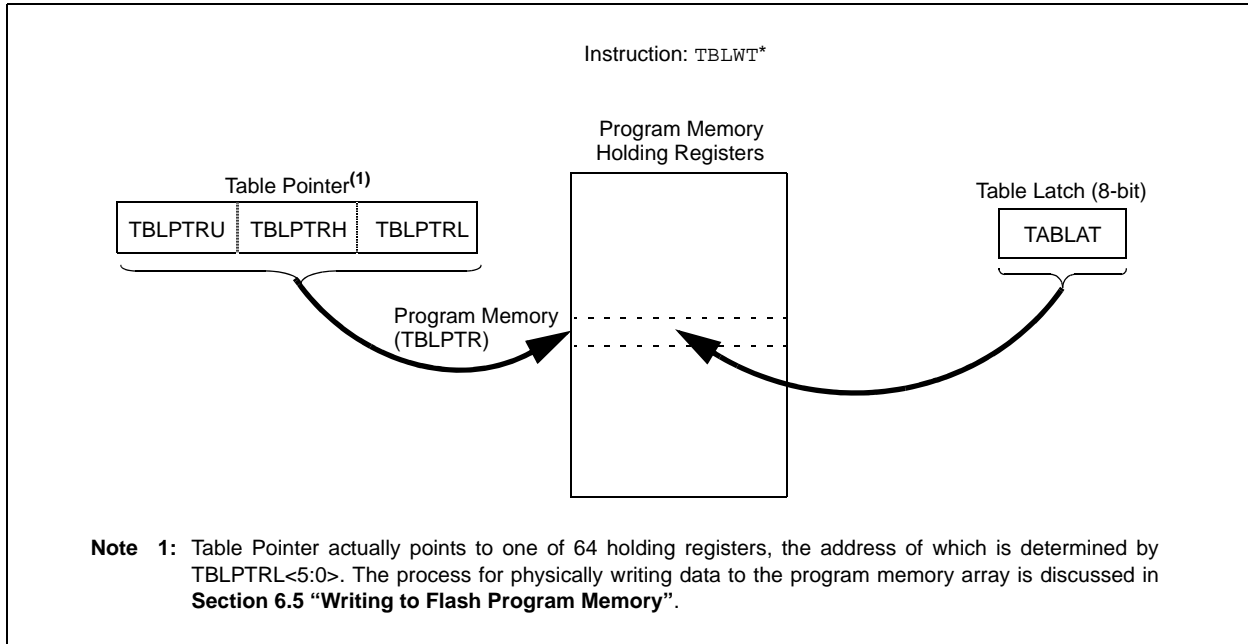 Instruction: TBLWT*
Program Memory
Holding Registers
Table Pointer(1)
Table Latch (8-bit)
TBLPTRU TBLPTRH TBLPTRL
TABLAT
Program Memory
(TBLPTR)
Note 1: Table Pointer actually points to one of 64 holding registers, the address of which is determined by
TBLPTRL<5:0>. The process for physically writing data to the program memory array is discussed in
Section 6.5 “Writing to Flash Program Memory”.